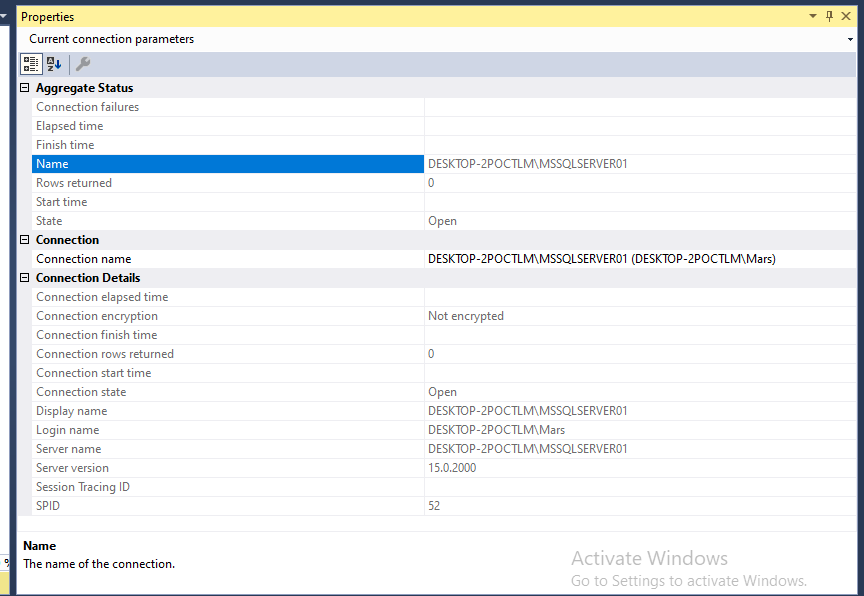 Properties
Current connection parameters
Aggregate Status
Connection failures
Elapsed time
Finish time
Name DESKTOP-2POCTLM\MSSQLSERVER01
Rows returned 0
Start time
State Open
Connection
Connection name DESKTOP-2POCTLM\MSSQLSERVER01 (DESKTOP-2POCTLM\Mars)
Connection Details
Connection elapsed time
Connection encryption Not encrypted
Connection finish time
Connection rows returned 0
Connection start time
Connection state Open
Display name DESKTOP-2POCTLM\MSSQLSERVER01
Login name DESKTOP-2POCTLM\Mars
Server name DESKTOP-2POCTLM\MSSQLSERVER01
Server version 15.0.2000
Session Tracing ID
SPID 52
Name
The name of the connection.
%
Activate Windows
Go to Settings to activate Windows.